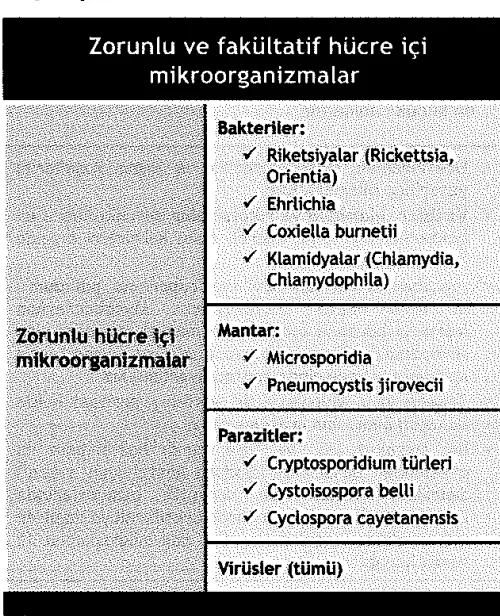 Zorunlu ve fakültatif hücre içi
mikroorganizmalar
Zorunlu hücre içi
mikroorganizmalar
Bakteriler:
✓ Riketsiyalar (Rickettsia,
Orientia)
✓ Ehrlichia
✓ Coxiella burnetii
✓ Klamidyalar (Chlamydia,
Chlamydophila)
Mantar:
✓ Microsporidia
✓ Pneumocystis jirovecii
Parazitler:
✓ Cryptosporidium türleri
✓ Cystoisospora belli
✓ Cyclospora cayetanensis
Virüsler (tümü)